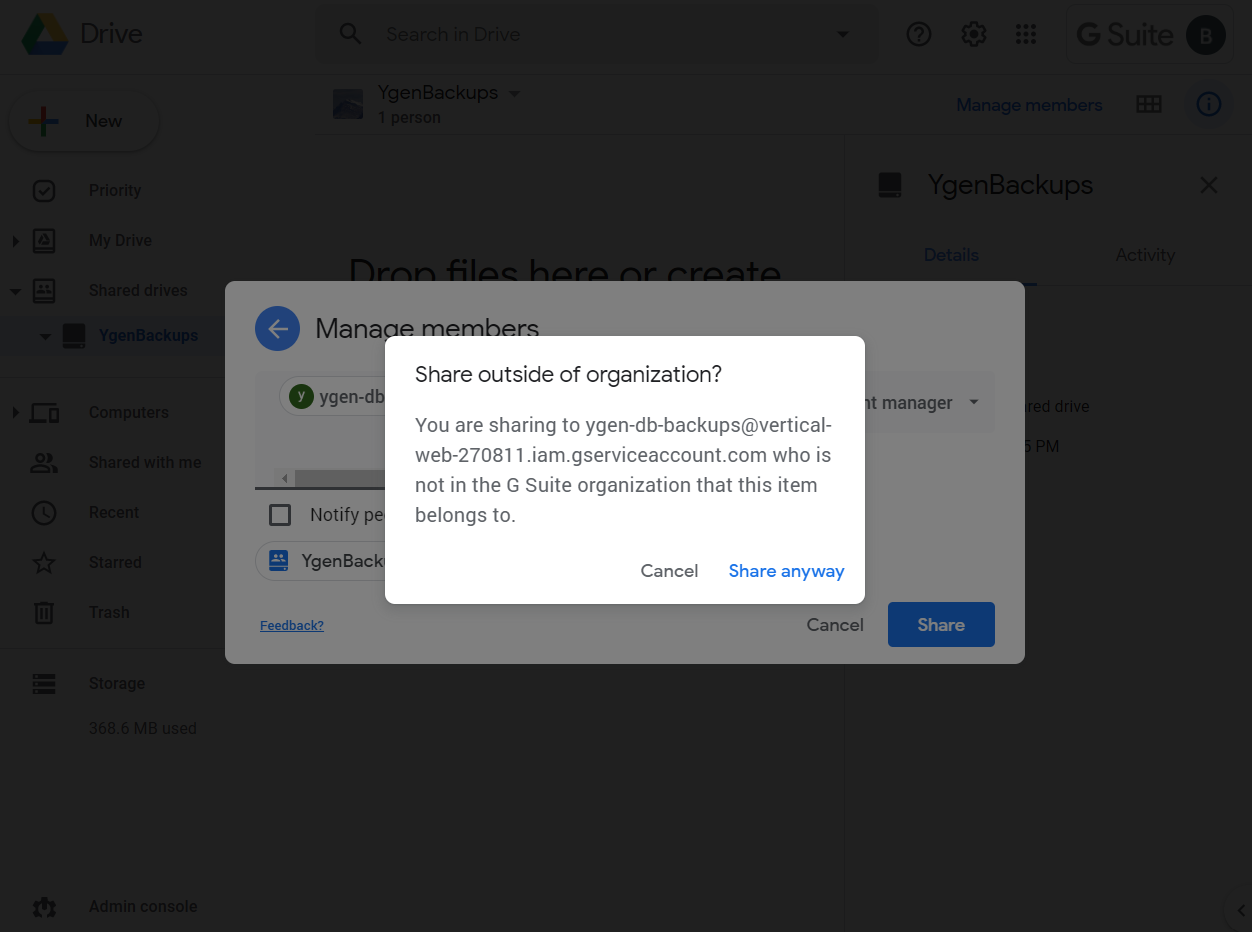 Drive
Search in Drive
G Suite
B
New
YgenBackups
1 person
Manage members
Priority
My Drive
Shared drives
YgenBackups
Computers
Shared with me
Recent
Starred
Trash
Storage
368.6 MB used
Admin console
Drop files here or create
YgenBackups
Details
Activity
red drive
5 PM
Manage members
y
ygen-db
nt manager
Notify pe
YgenBacku
Feedback?
Cancel
Share
Share outside of organization?
You are sharing to ygen-db-backups@vertical-
web-270811.iam.gserviceaccount.com who is
not in the G Suite organization that this item
belongs to.
Cancel
Share anyway